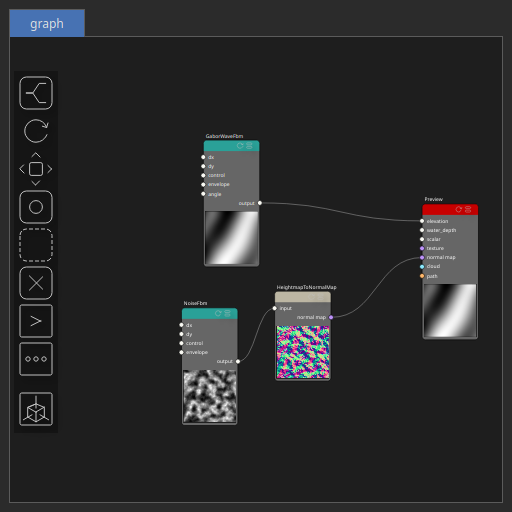 graph
GaborWaveFbm
dx
dy
control
envelope
angle
output
Preview
elevation
water_depth
scalar
texture
normal map
cloud
path
HeightmapToNormalMap
input
normal map
NoiseFbm
dx
dy
control
envelope
output